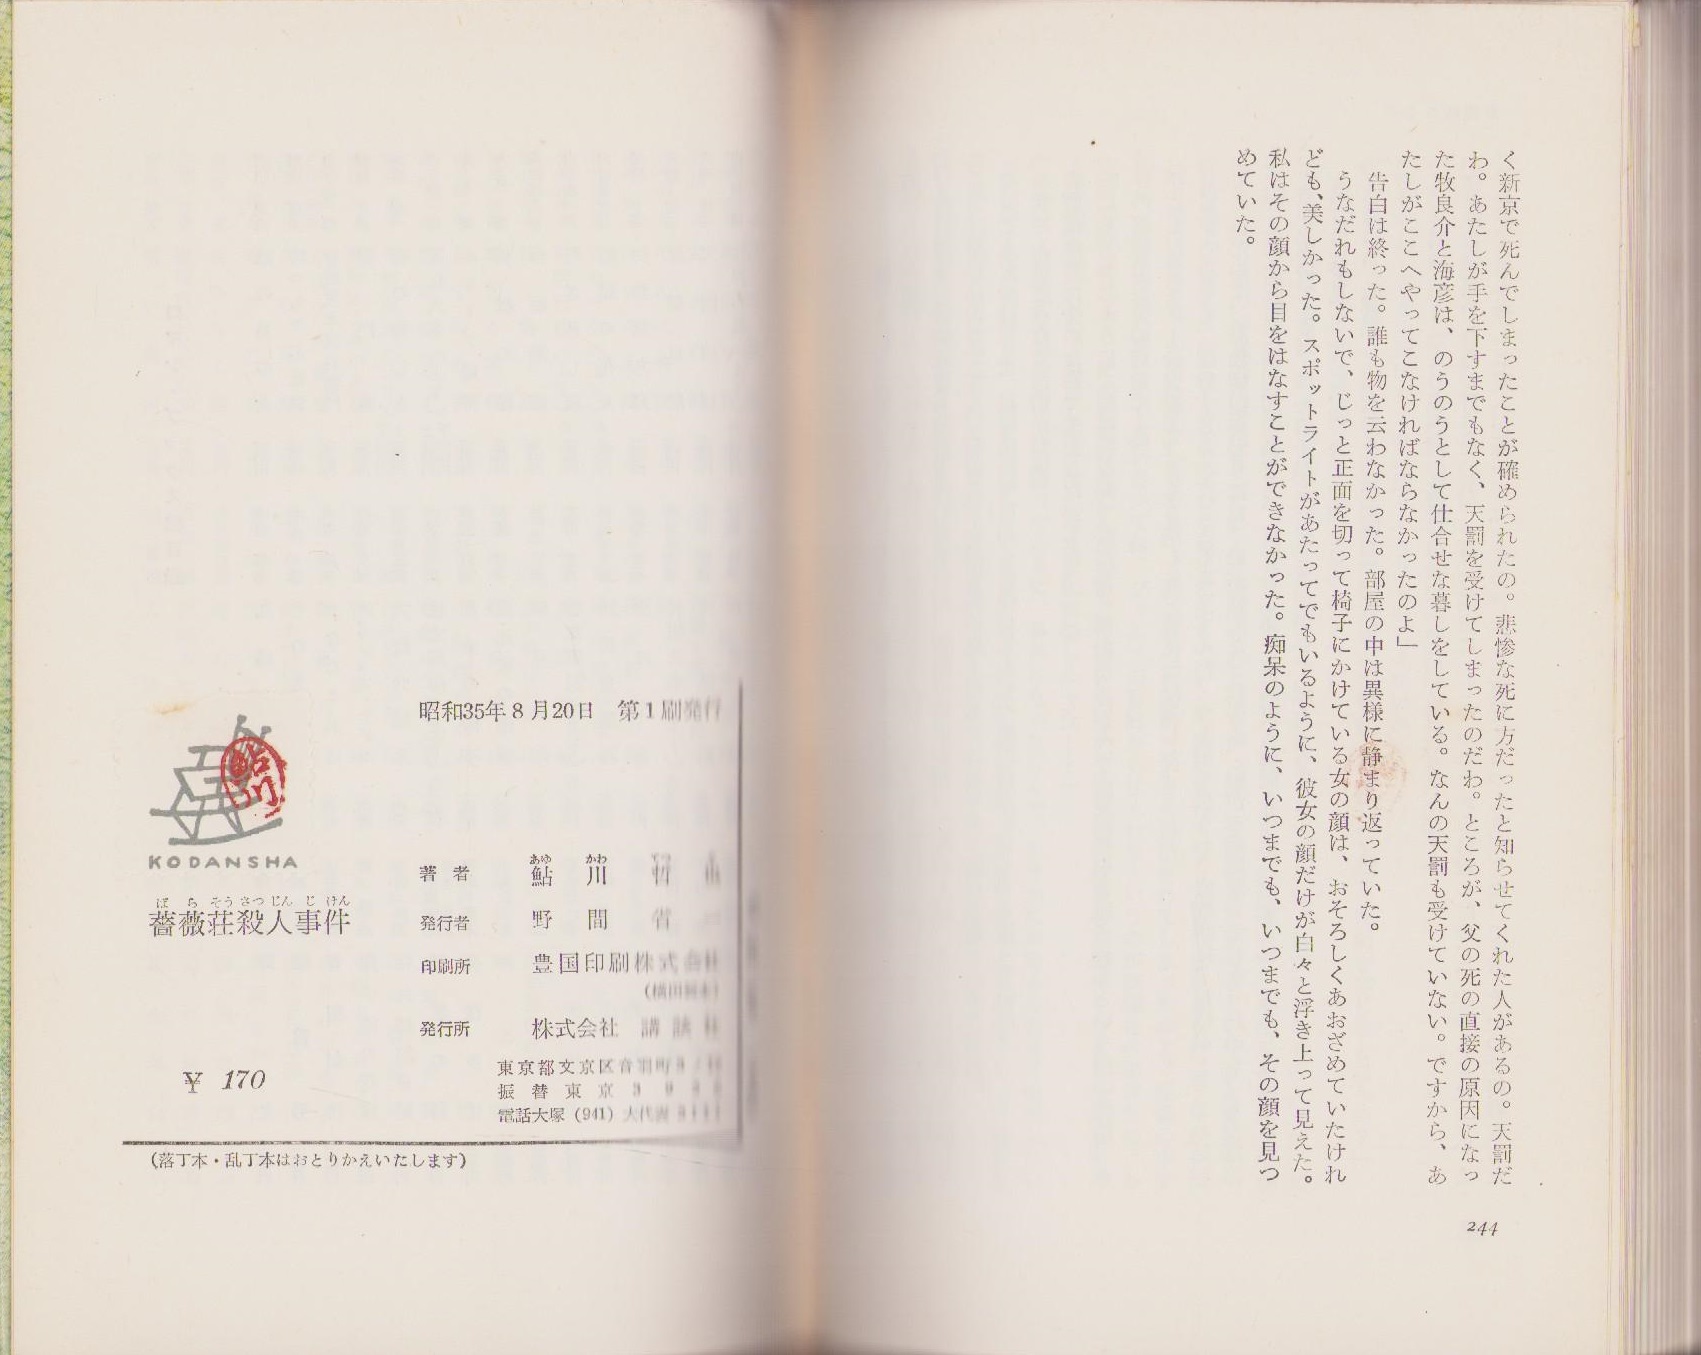 く新京で死んでしまったことが確められたの。悲惨な死に方だったと知らせてくれた人があるの。天罰だ
わ。あたしが手を下すまでもなく、天罰を受けてしまったのだわ。ところが、父の死の直接の原因になっ
た牧良介と海彦は、のうのうとして仕合せな暮しをしている。なんの天罰も受けていない。ですから、あ
たしがここへやってこなければならなかったのよ」
告白は終った。誰も物を云わなかった。部屋の中は異様に静まり返っていた。
うなだれもしないで、じっと正面を切って椅子にかけている女の顔は、おそろしくあおざめていたけれ
ども、美しかった。スポットライトがあたってでもいるように、彼女の顔だけが白々と浮き上って見えた。
私はその顔から目をはなすことができなかった。痴呆のように、いつまでも、いつまでも、その顔を見つ
めていた。
244
昭和35年8月20日 第1刷発行
鮎川
KODANSHA
ばらそうさつじんじけん
薔薇荘殺人事件
¥ 170
あゆ かわ
著者 鮎川哲也
発行者 野間省一
印刷所 豊国印刷株式会社
発行所 株式会社 講談社
東京都文京区音羽町
振替東京
電話大塚 (941) 大代表
(落丁本・乱丁本はおとりかえいたします)